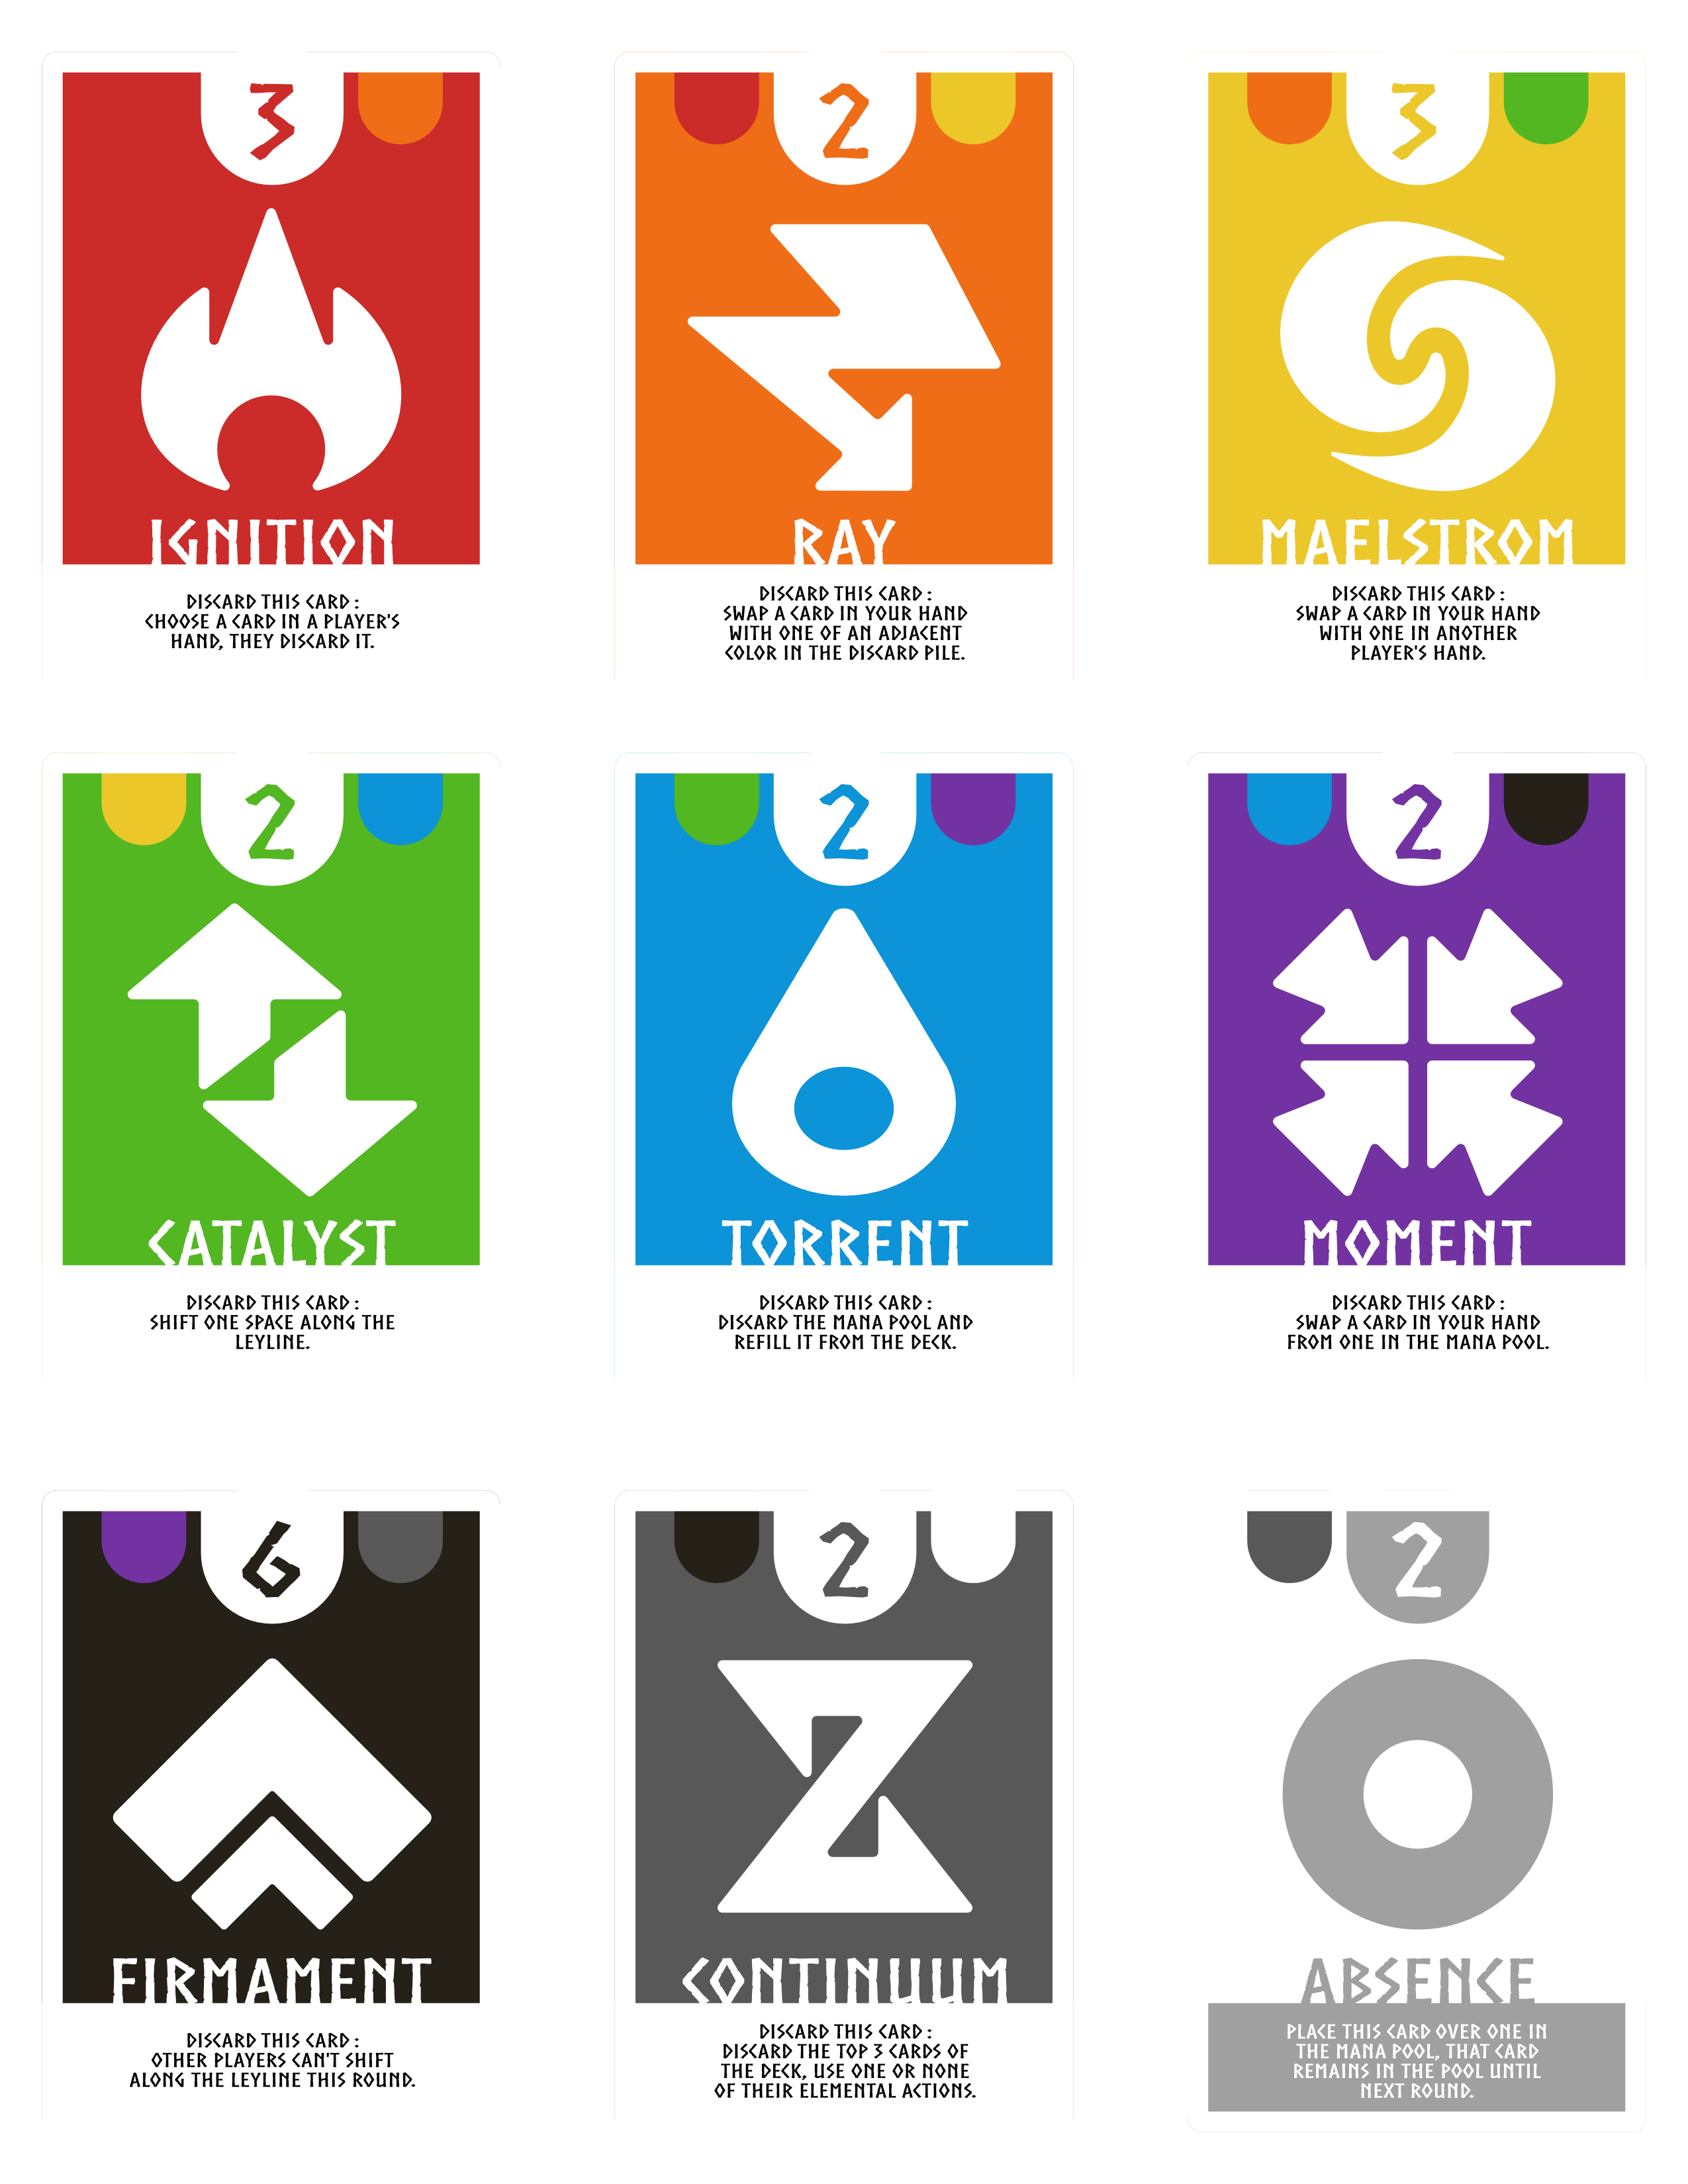 3
IGNITION
DISCARD THIS CARD :
CHOOSE A CARD IN A PLAYER'S
HAND, THEY DISCARD IT.
2
RAY
DISCARD THIS CARD :
SWAP A CARD IN YOUR HAND
WITH ONE OF AN ADJACENT
COLOR IN THE DISCARD PILE.
3
MAELSTROM
DISCARD THIS CARD :
SWAP A CARD IN YOUR HAND
WITH ONE IN ANOTHER
PLAYER'S HAND.
2
CATALYST
DISCARD THIS CARD :
SHIFT ONE SPACE ALONG THE
LEYLINE.
2
TORRENT
DISCARD THIS CARD :
DISCARD THE MANA POOL AND
REFILL IT FROM THE DECK.
2
MOMENT
DISCARD THIS CARD :
SWAP A CARD IN YOUR HAND
FROM ONE IN THE MANA POOL.
6
FIRMAMENT
DISCARD THIS CARD :
OTHER PLAYERS CAN'T SHIFT
ALONG THE LEYLINE THIS ROUND.
2
CONTINUUM
DISCARD THIS CARD :
DISCARD THE TOP 3 CARDS OF
THE DECK, USE ONE OR NONE
OF THEIR ELEMENTAL ACTIONS.
2
ABSENCE
PLACE THIS CARD OVER ONE IN
THE MANA POOL, THAT CARD
REMAINS IN THE POOL UNTIL
NEXT ROUND.